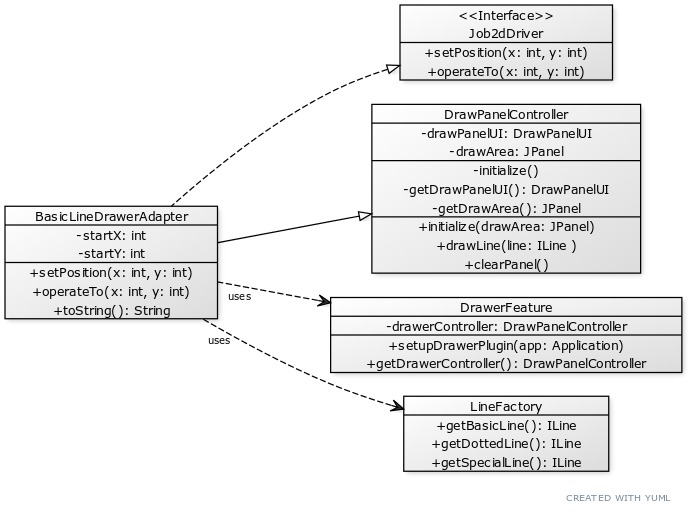 <<Interface>>
Job2dDriver
+setPosition(x: int, y: int)
+operateTo(x: int, y: int)
DrawPanelController
-drawPanelUI: DrawPanelUI
-drawArea: JPanel
-initialize()
-getDrawPanelUI(): DrawPanelUI
-getDrawArea(): JPanel
+initialize(drawArea: JPanel)
+drawLine(line: ILine )
+clearPanel()
BasicLineDrawerAdapter
-startX: int
-startY: int
+setPosition(x: int, y: int)
+operateTo(x: int, y: int)
+toString(): String
uses
uses
DrawerFeature
-drawerController: DrawPanelController
+setupDrawerPlugin(app: Application)
+getDrawerController(): DrawPanelController
LineFactory
+getBasicLine(): ILine
+getDottedLine(): ILine
+getSpecialLine(): ILine
CREATED WITH YUML